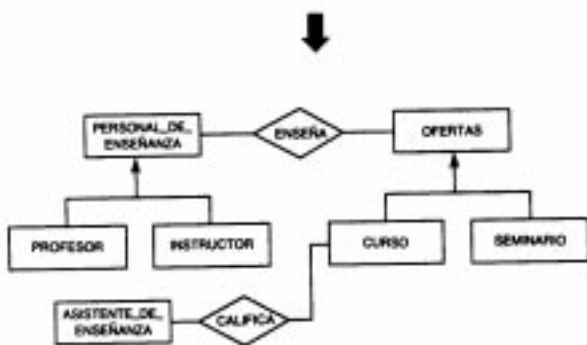 PERSONAL_DE_
ENSEÑANZA
ENSEÑA
OFERTAS
PROFESOR
INSTRUCTOR
CURSO
SEMINARIO
ASISTENTE_DE_
ENSEÑANZA
CALIFICA